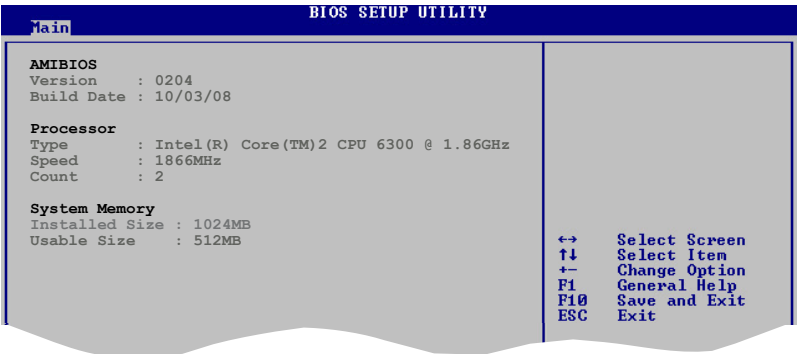 BIOS SETUP UTILITY
Main
AMIBIOS
Version : 0204
Build Date : 10/03/08
Processor
Type : Intel(R) Core(TM)2 CPU 6300 @ 1.86GHz
Speed : 1866MHz
Count : 2
System Memory
Installed Size : 1024MB
Usable Size : 512MB
←→ Select Screen
↑↓ Select Item
+- Change Option
F1 General Help
F10 Save and Exit
ESC Exit